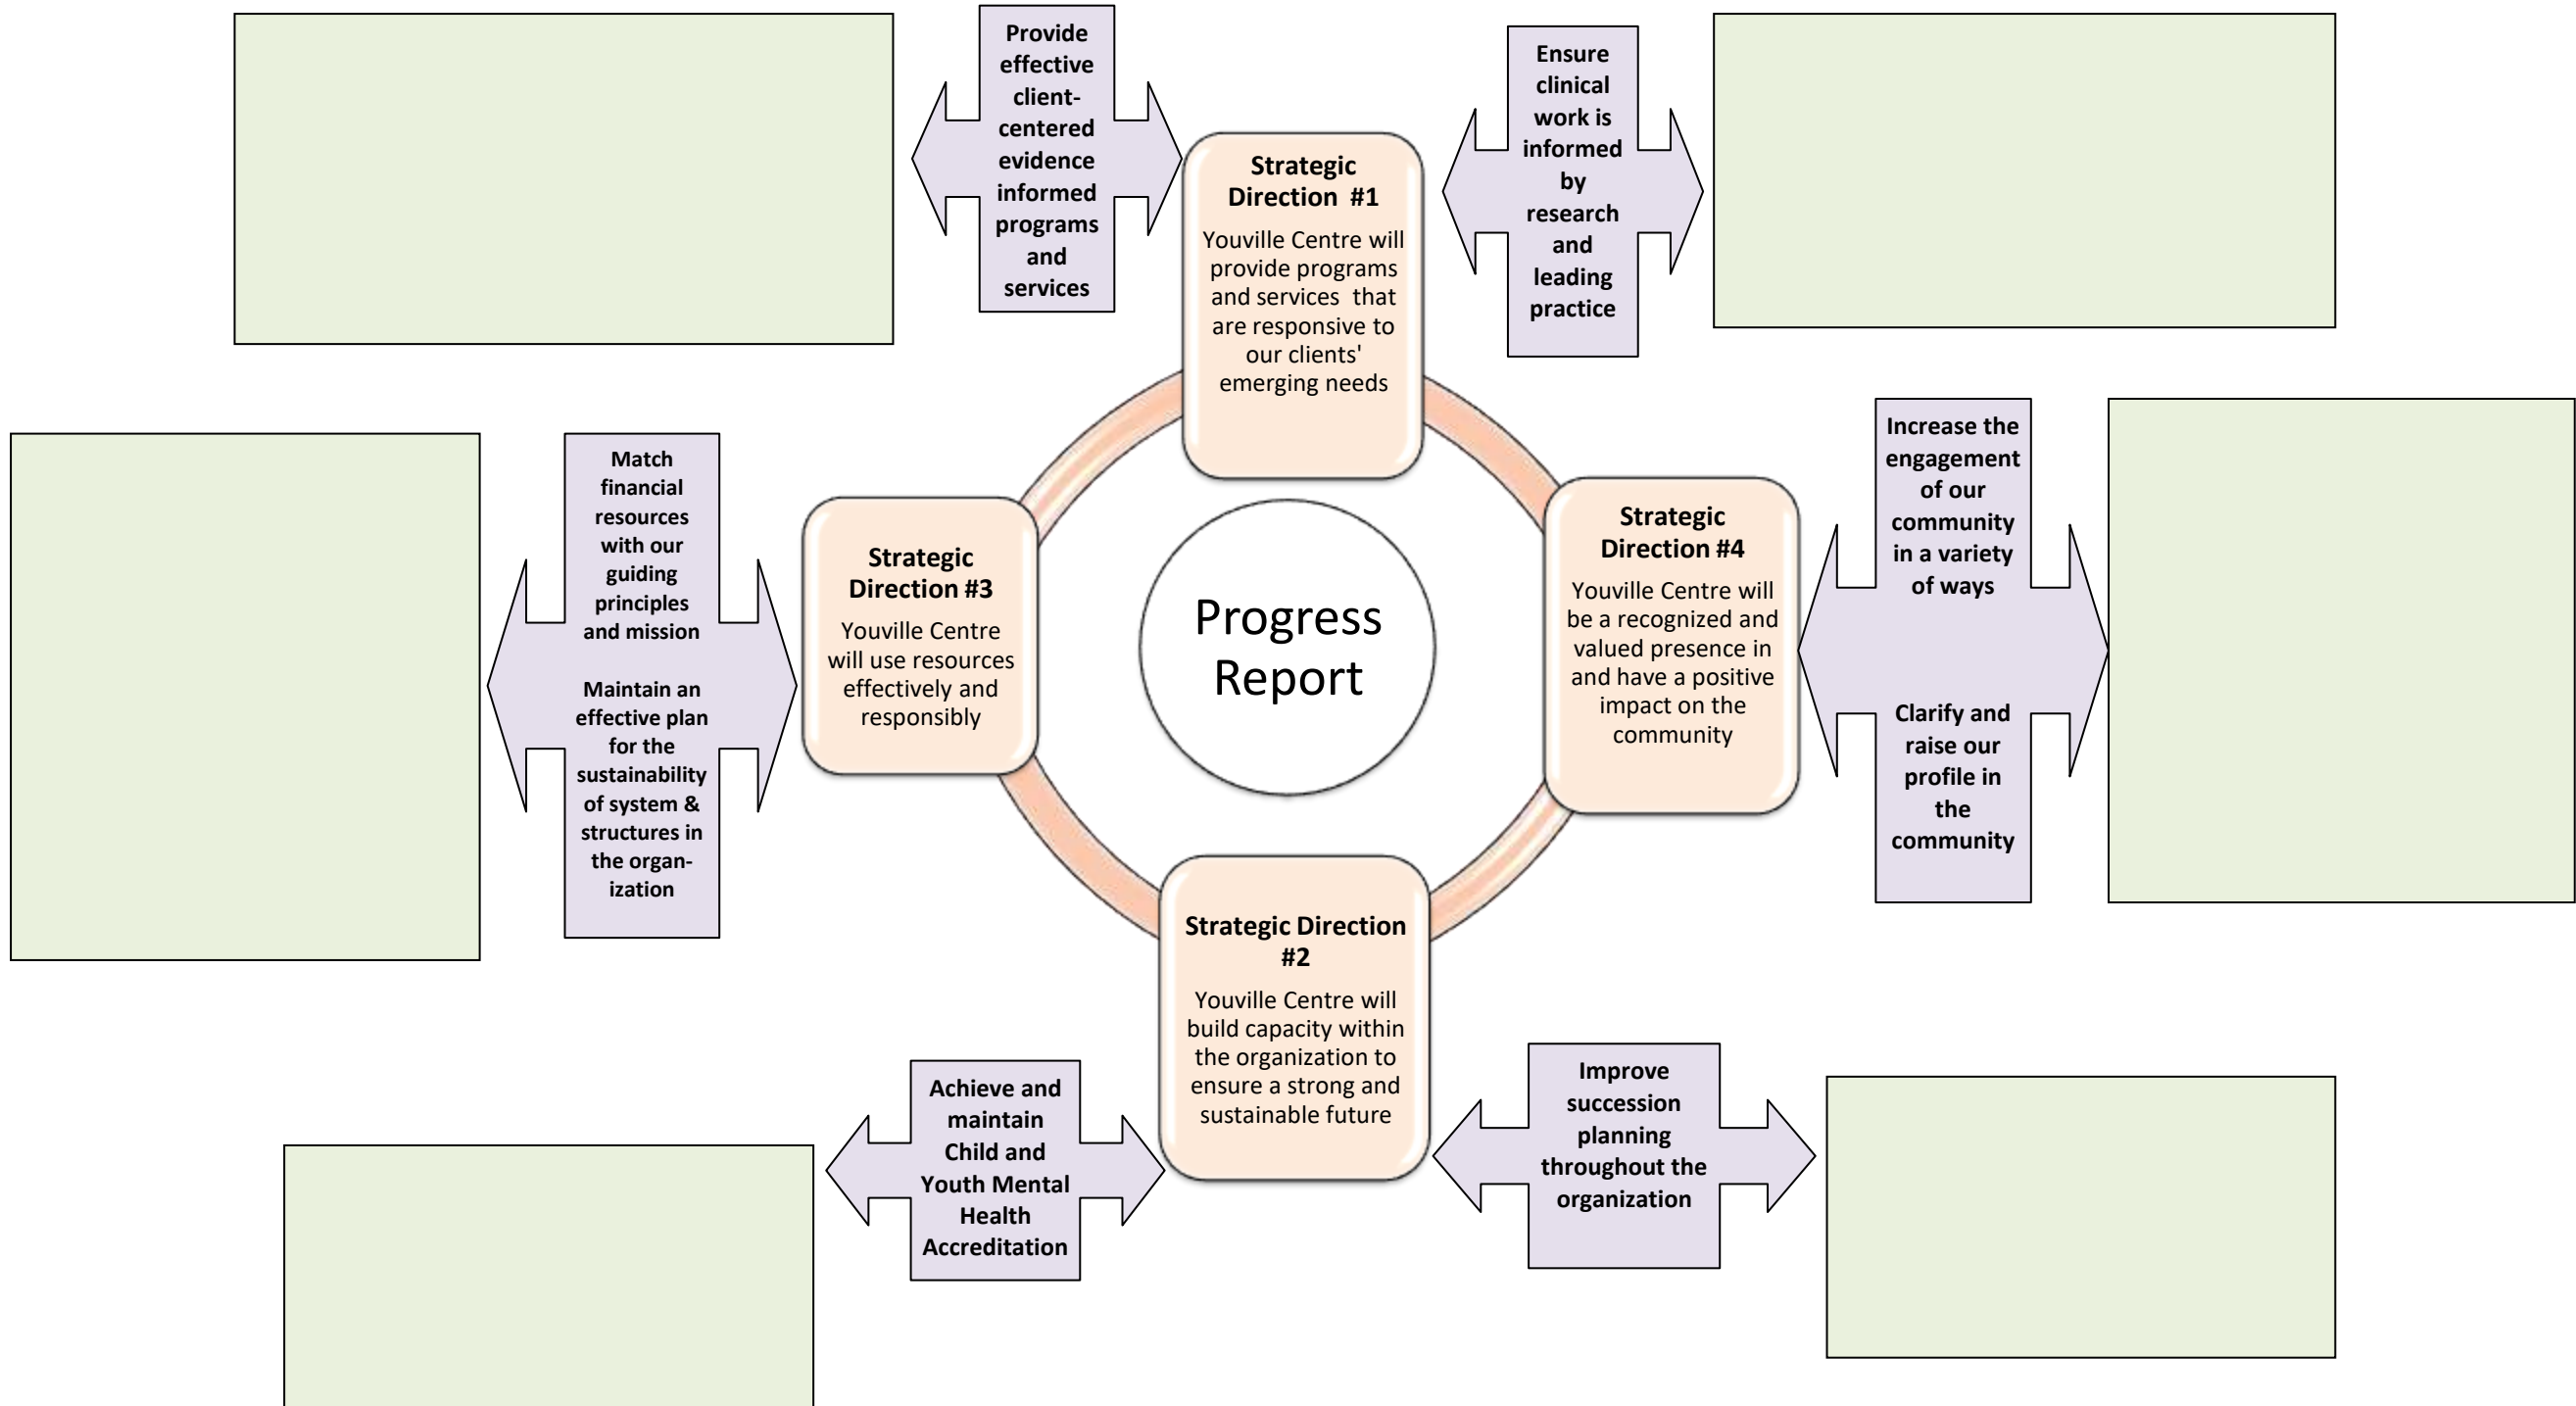 Provide
effective
client-
centered
evidence
informed
programs
and
services
Strategic
Direction #1
Youville Centre will
provide programs
and services that
are responsive to
our clients'
emerging needs
Ensure
clinical
work is
informed
by
research
and
leading
practice
Match
financial
resources
with our
guiding
principles
and mission
Maintain an
effective plan
for the
sustainability
of system &
structures in
the organ-
ization
Strategic
Direction #3
Youville Centre
will use resources
effectively and
responsibly
Progress
Report
Strategic
Direction #4
Youville Centre will
be a recognized and
valued presence in
and have a positive
impact on the
community
Increase the
engagement
of our
community
in a variety
of ways
Clarify and
raise our
profile in
the
community
Strategic Direction
#2
Youville Centre will
build capacity within
the organization to
ensure a strong and
sustainable future
Achieve and
maintain
Child and
Youth Mental
Health
Accreditation
Improve
succession
planning
throughout the
organization